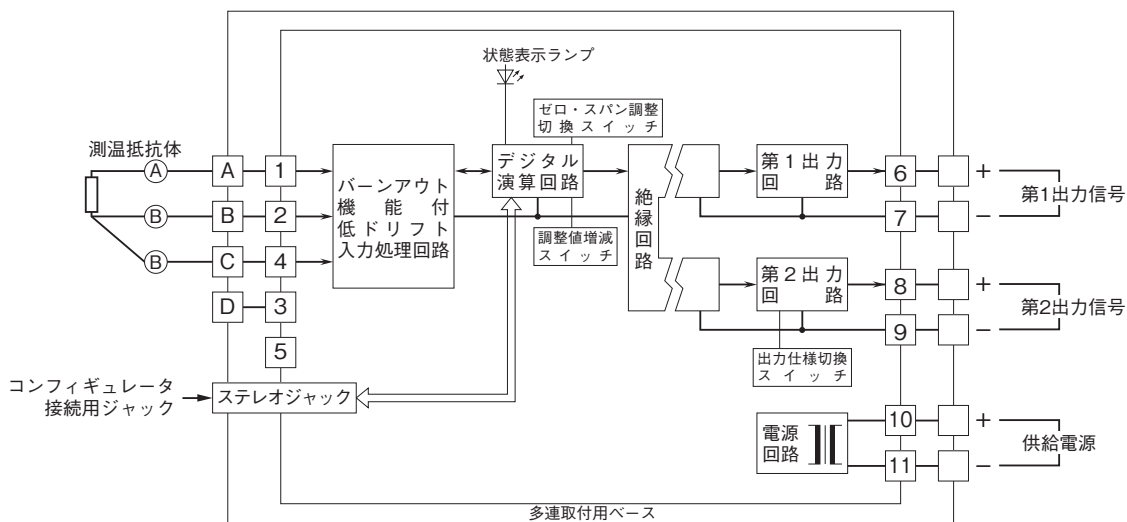 状態表示ランプ
ゼロ・スパン調整
切換スイッチ
測温抵抗体
A
A
1
バーンアウト
機能付
低ドリフト
入力処理回路
デジタル
演算回路
第1出力
回路
6
+
第1出力信号
B
B
2
絶縁回路
7
−
調整値増減
スイッチ
B
C
4
第2出力
回路
8
+
第2出力信号
D
3
9
−
5
出力仕様切換
スイッチ
コンフィギュレータ
接続用ジャック
ステレオジャック
電源
回路
10
+
供給電源
11
−
多連取付用ベース